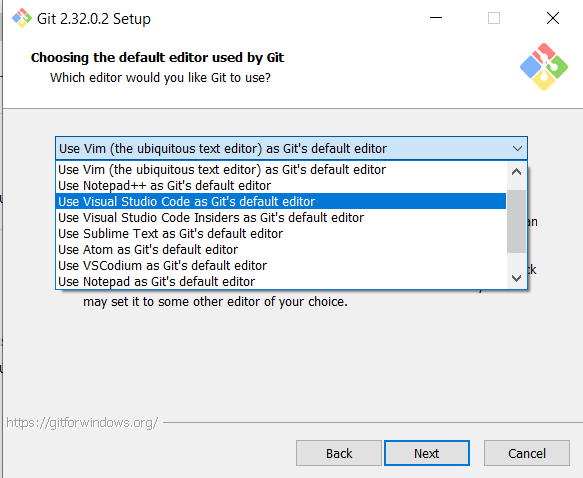 Git 2.32.0.2 Setup
Choosing the default editor used by Git
Which editor would you like Git to use?
Use Vim (the ubiquitous text editor) as Git's default editor
Use Vim (the ubiquitous text editor) as Git's default editor
Use Notepad++ as Git's default editor
Use Visual Studio Code as Git's default editor
Use Visual Studio Code Insiders as Git's default editor
an
Use Sublime Text as Git's default editor
Use Atom as Git's default editor
Use VSCodium as Git's default editor
Use Notepad as Git's default editor
may set it to some other editor of your choice.
https://gitforwindows.org/
Back
Next
Cancel